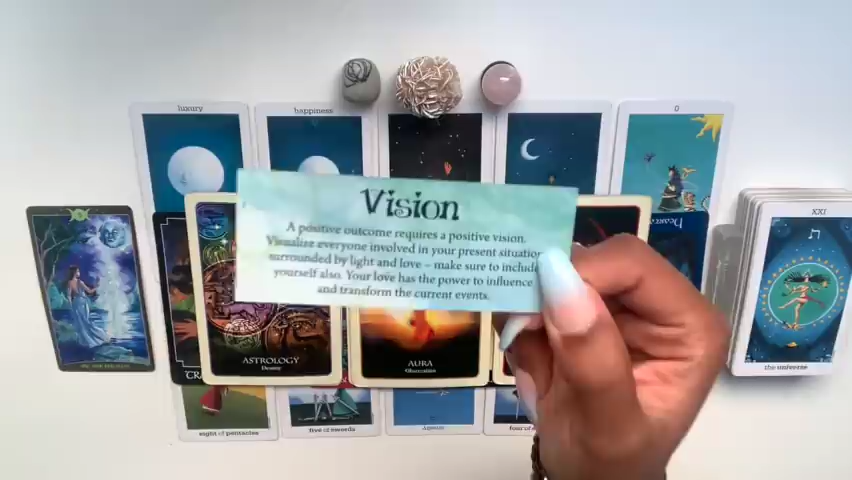 luxury
happiness
0
Vision
A positive outcome requires a positive vision.
Visualize everyone involved in your present situation
surrounded by light and love – make sure to include
yourself also. Your love has the power to influence
and transform the current events.
XXI
ASTROLOGY
Destiny
AURA
Observation
the universe
eight of pentacles
five of swords
four of